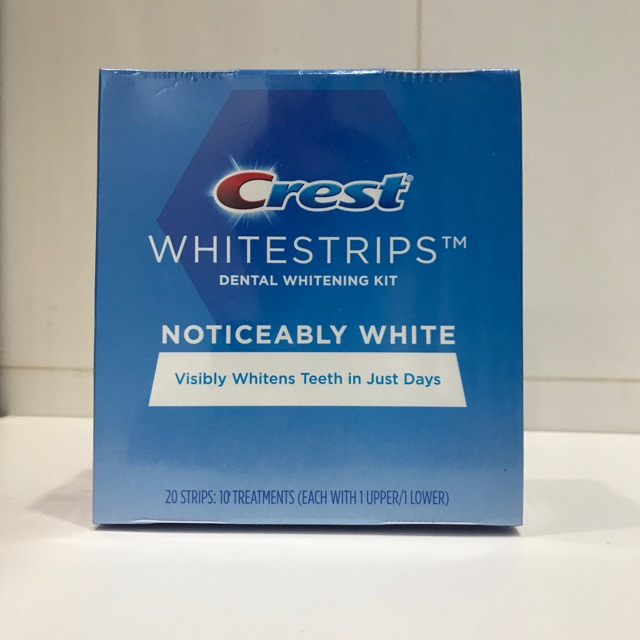 Crest®
WHITESTRIPS™
DENTAL WHITENING KIT
NOTICEABLY WHITE
Visibly Whitens Teeth in Just Days
20 STRIPS: 10 TREATMENTS (EACH WITH 1 UPPER/1 LOWER)